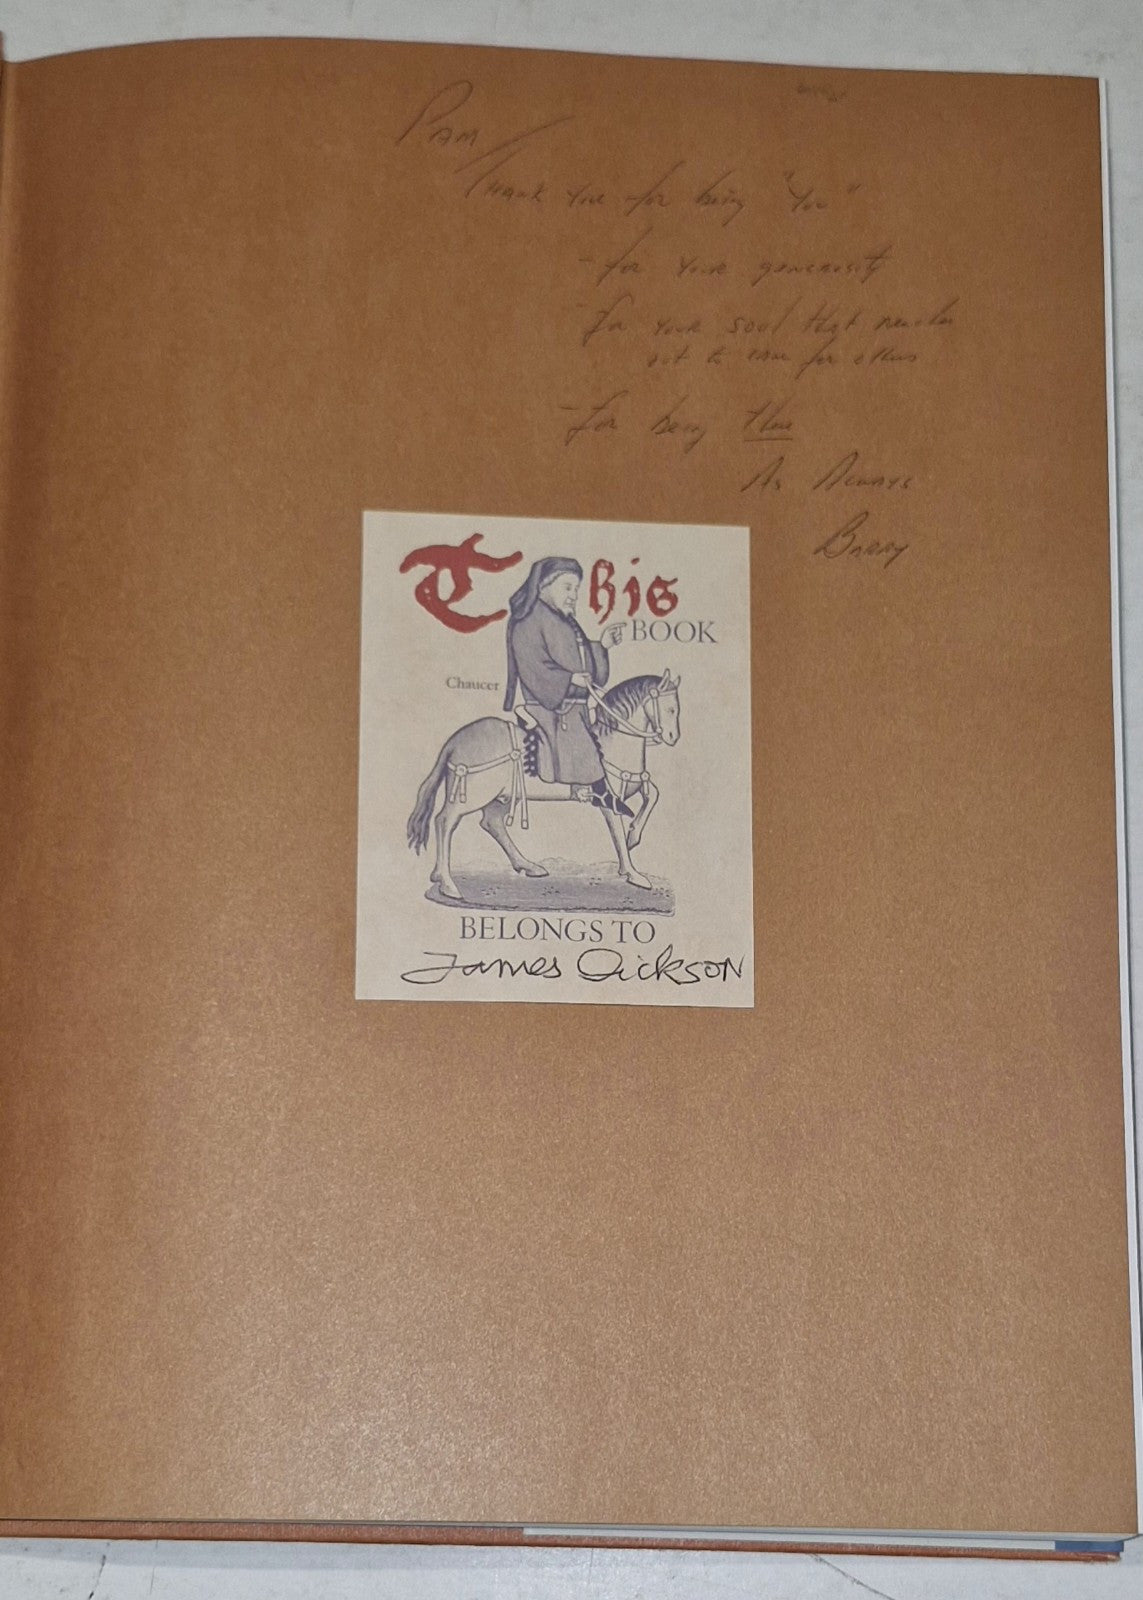 Pam/
Thank you for being "You"
- for your generosity
- for your soul that reaches
out to care for others
- for being there
As Always
Barry
This
BOOK
Chaucer
BELONGS TO
James Dickson